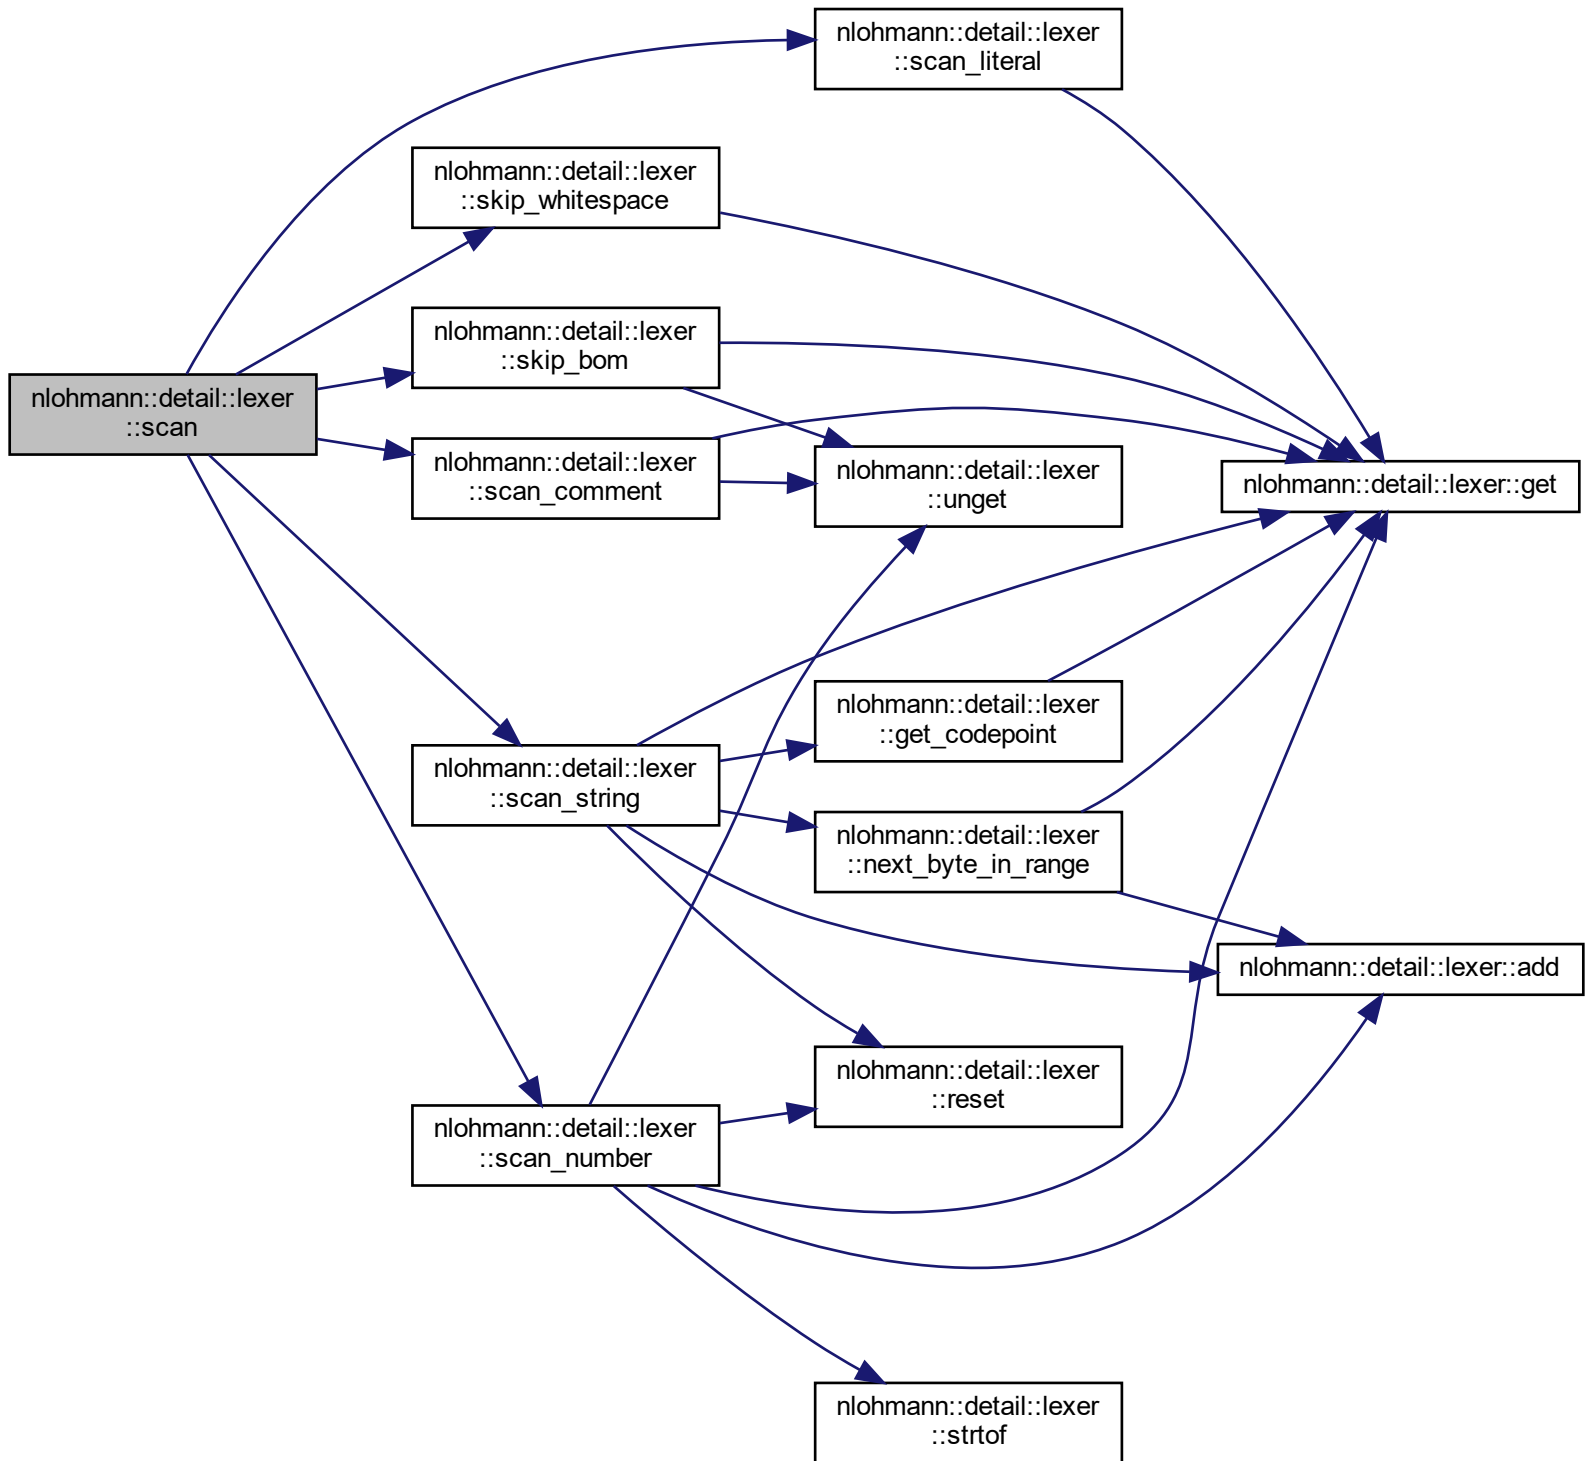 nlohmann::detail::lexer
::scan_literal
nlohmann::detail::lexer
::skip_whitespace
nlohmann::detail::lexer
::skip_bom
nlohmann::detail::lexer
::scan
nlohmann::detail::lexer
::scan_comment
nlohmann::detail::lexer
::unget
nlohmann::detail::lexer::get
nlohmann::detail::lexer
::get_codepoint
nlohmann::detail::lexer
::scan_string
nlohmann::detail::lexer
::next_byte_in_range
nlohmann::detail::lexer::add
nlohmann::detail::lexer
::reset
nlohmann::detail::lexer
::scan_number
nlohmann::detail::lexer
::strtof